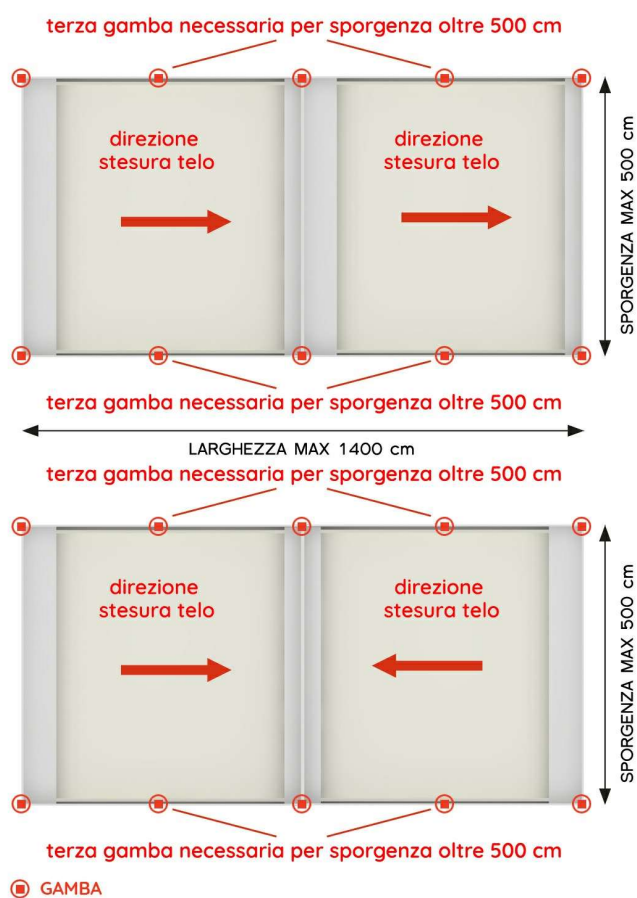 terza gamba necessaria per sporgenza oltre 500 cm
direzione
stesura telo
direzione
stesura telo
SPORGENZA MAX 500 cm
terza gamba necessaria per sporgenza oltre 500 cm
LARGHEZZA MAX 1400 cm
terza gamba necessaria per sporgenza oltre 500 cm
direzione
stesura telo
direzione
stesura telo
SPORGENZA MAX 500 cm
terza gamba necessaria per sporgenza oltre 500 cm
GAMBA